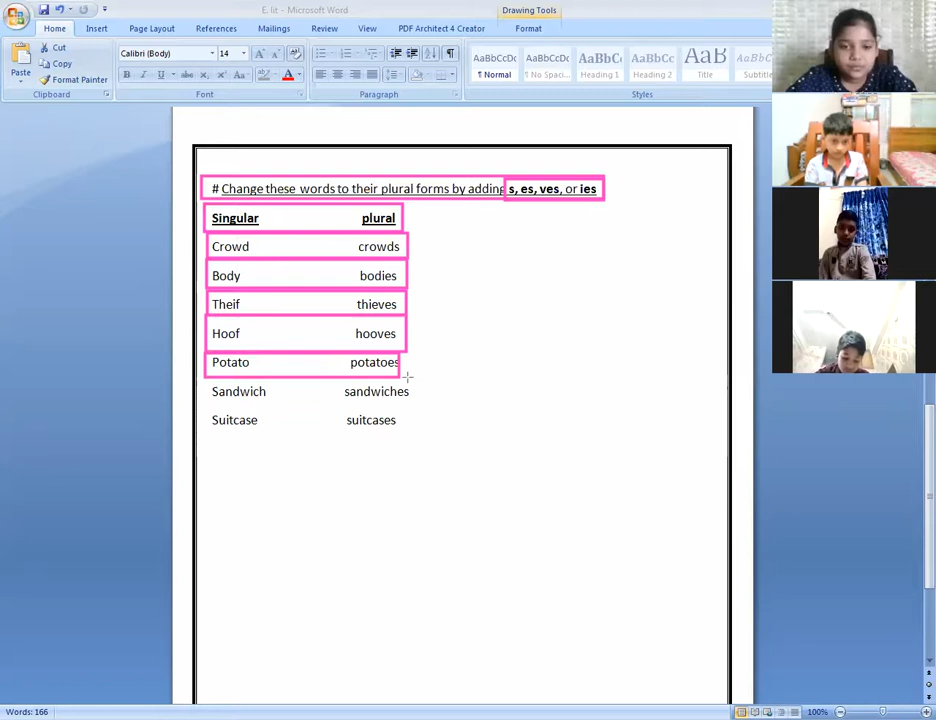 E. lit - Microsoft Word
Drawing Tools
Home Insert Page Layout References Mailings Review View PDF Architect 4 Creator Format
Paste
Cut
Copy
Format Painter
Calibri (Body) 14
AaBbCcDc AaBbCcDc AaBbC AaBbCc AaB AaBbCc.
¶ Normal ¶ No Spaci... Heading 1 Heading 2 Title Subtitle
Clipboard Font Paragraph Styles
# Change these words to their plural forms by adding s, es, ves, or ies
Singular plural
Crowd crowds
Body bodies
Theif thieves
Hoof hooves
Potato potatoes
Sandwich sandwiches
Suitcase suitcases
Words: 166
100%